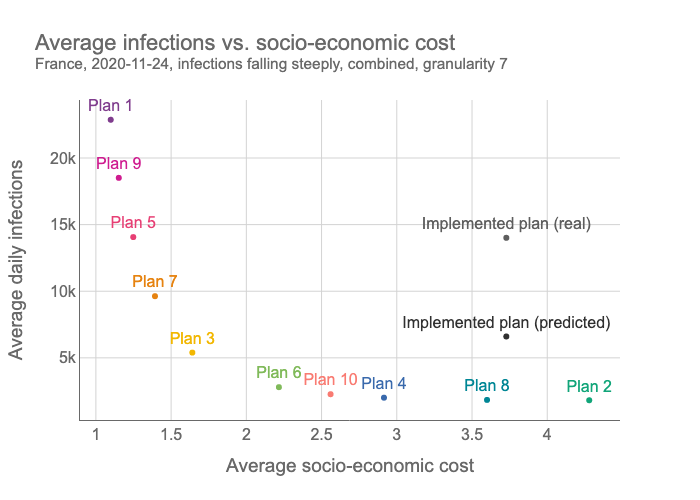 Average infections vs. socio-economic cost
France, 2020-11-24, infections falling steeply, combined, granularity 7
Plan 1
Plan 9
20k
Plan 5
15k
Implemented plan (real)
Plan 7
10k
Implemented plan (predicted)
Plan 3
5k
Plan 6
Plan 10
Plan 4
Plan 8
Plan 2
Average daily infections
1
1.5
2
2.5
3
3.5
4
Average socio-economic cost